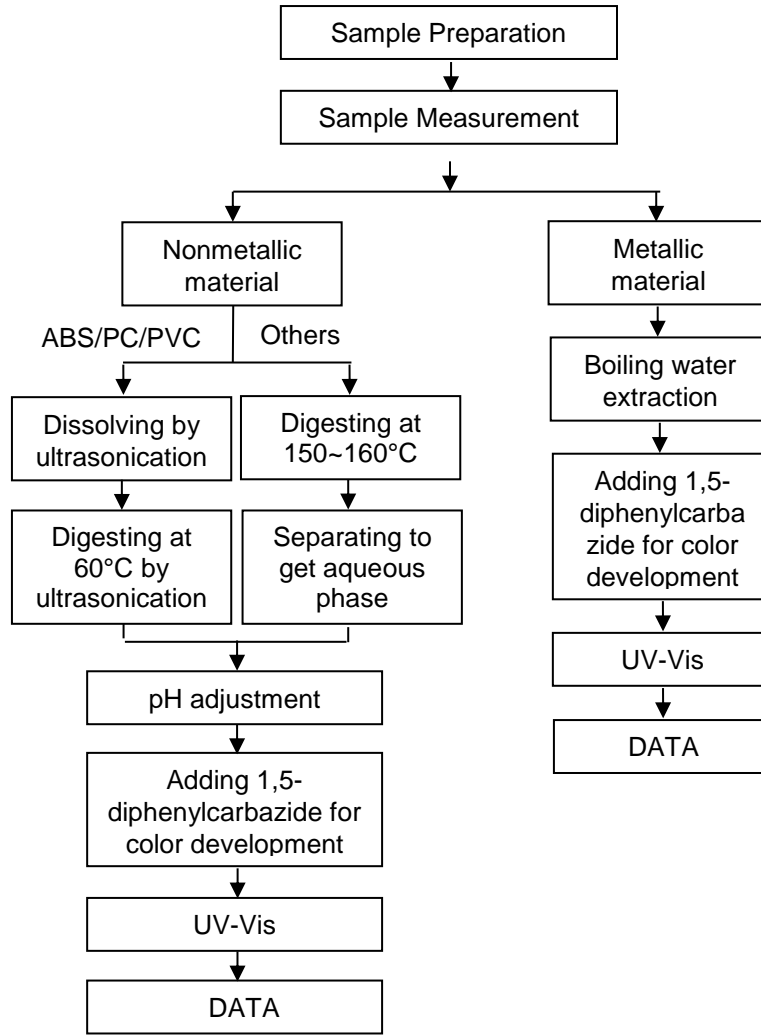 Sample Preparation
Sample Measurement
Nonmetallic
material
ABS/PC/PVC
Others
Dissolving by
ultrasonication
Digesting at
150~160°C
Digesting at
60°C by
ultrasonication
Separating to
get aqueous
phase
pH adjustment
Adding 1,5-
diphenylcarbazide for
color development
UV-Vis
DATA
Metallic
material
Boiling water
extraction
Adding 1,5-
diphenylcarba
zide for color
development
UV-Vis
DATA